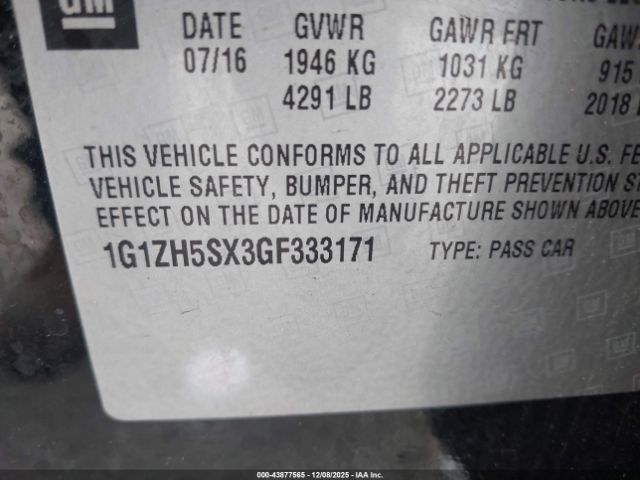 GM
DATE GVWR GAWR FRT GAW
07/16 1946 KG 1031 KG 915
4291 LB 2273 LB 2018
THIS VEHICLE CONFORMS TO ALL APPLICABLE U.S. FE
VEHICLE SAFETY, BUMPER, AND THEFT PREVENTION ST
EFFECT ON THE DATE OF MANUFACTURE SHOWN ABOVE
1G1ZH5SX3GF333171 TYPE: PASS CAR
000-43877565 12/08/2025 IAA Inc.